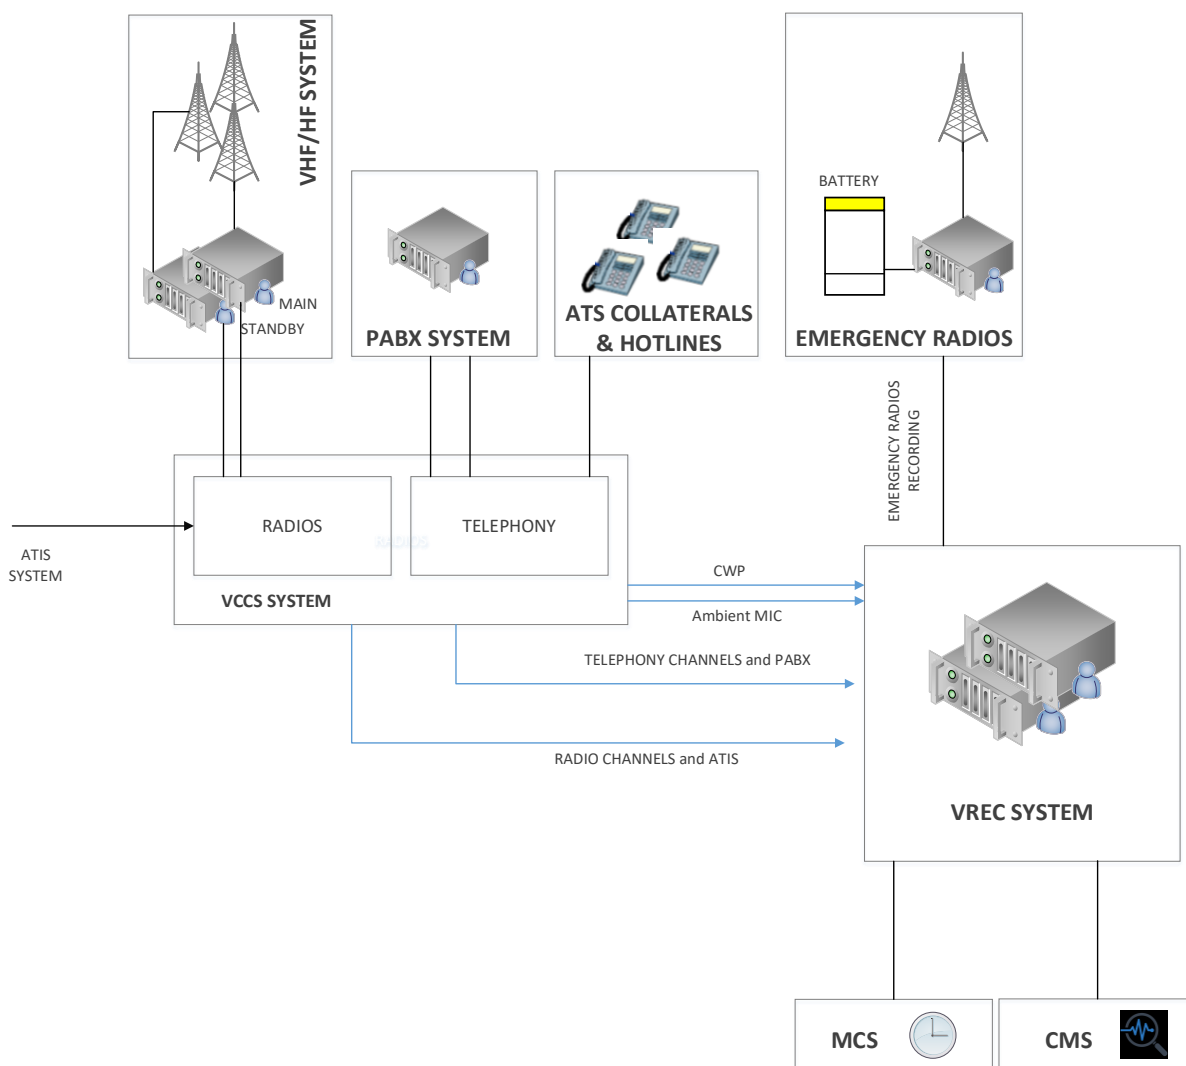 VHF/HF SYSTEM
MAIN
STANDBY
PABX SYSTEM
ATS COLLATERALS
& HOTLINES
BATTERY
EMERGENCY RADIOS
EMERGENCY RADIOS
RECORDING
RADIOS
TELEPHONY
RADIOS
VCCS SYSTEM
ATIS
SYSTEM
CWP
Ambient MIC
TELEPHONY CHANNELS and PABX
RADIO CHANNELS and ATIS
VREC SYSTEM
MCS
CMS